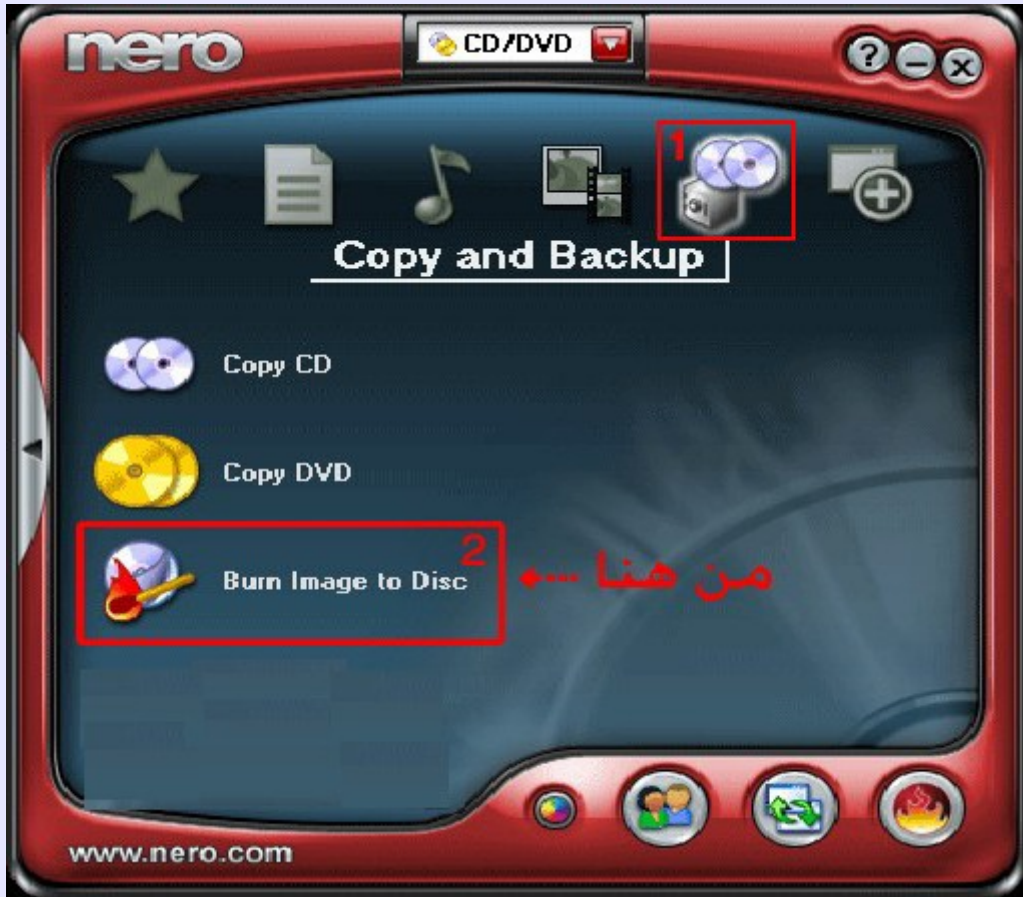 nero
CD/DVD
?
1
Copy and Backup
Copy CD
Copy DVD
2
Burn Image to Disc
من هنا
www.nero.com